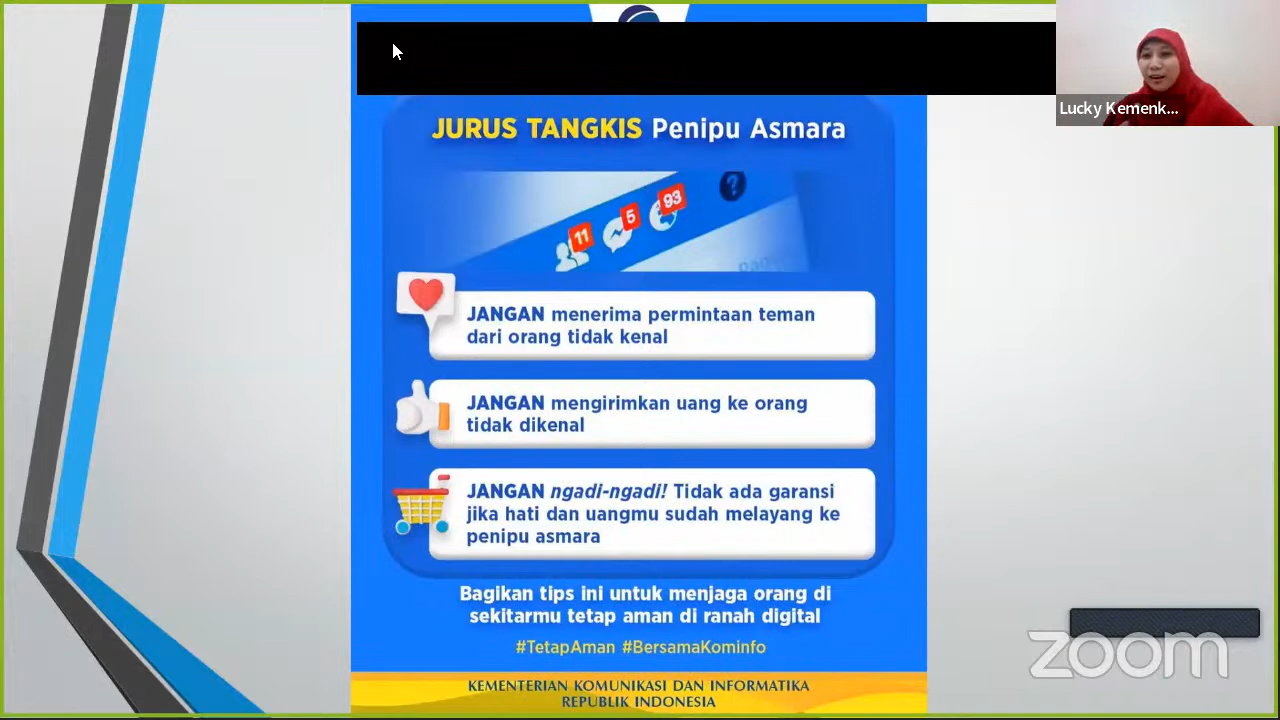 Lucky Kemenk...
JURUS TANGKIS Penipu Asmara
11
5
93
?
JANGAN menerima permintaan teman
dari orang tidak kenal
JANGAN mengirimkan uang ke orang
tidak dikenal
JANGAN ngadi-ngadi! Tidak ada garansi
jika hati dan uangmu sudah melayang ke
penipu asmara
Bagikan tips ini untuk menjaga orang di
sekitarmu tetap aman di ranah digital
#TetapAman #BersamaKominfo
KEMENTERIAN KOMUNIKASI DAN INFORMATIKA
REPUBLIK INDONESIA
zoom